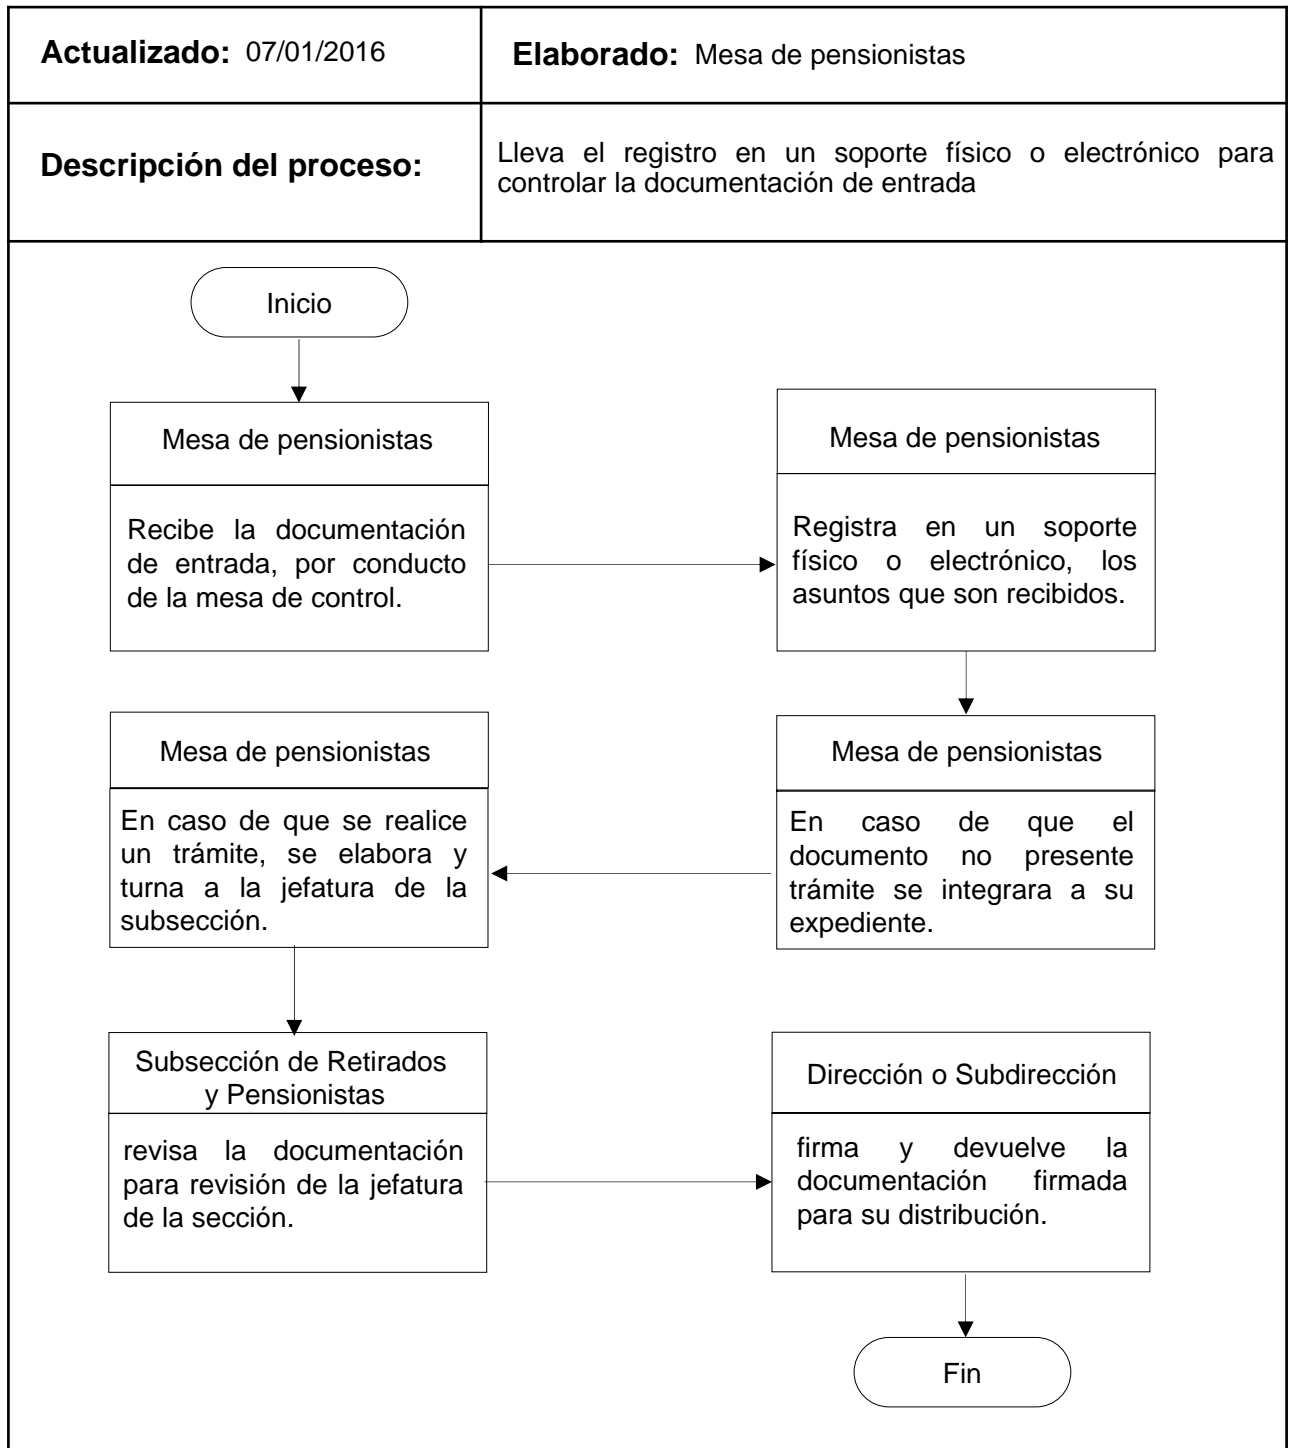 Actualizado: 07/01/2016
Elaborado: Mesa de pensionistas
Descripción del proceso:
Lleva el registro en un soporte físico o electrónico para
controlar la documentación de entrada
Inicio
Mesa de pensionistas
Recibe la documentación
de entrada, por conducto
de la mesa de control.
Mesa de pensionistas
Registra en un soporte
físico o electrónico, los
asuntos que son recibidos.
Mesa de pensionistas
En caso de que el
documento no presente
trámite se integrara a su
expediente.
Mesa de pensionistas
En caso de que se realice
un trámite, se elabora y
turna a la jefatura de la
subsección.
Subsección de Retirados
y Pensionistas
revisa la documentación
para revisión de la jefatura
de la sección.
Dirección o Subdirección
firma y devuelve la
documentación firmada
para su distribución.
Fin